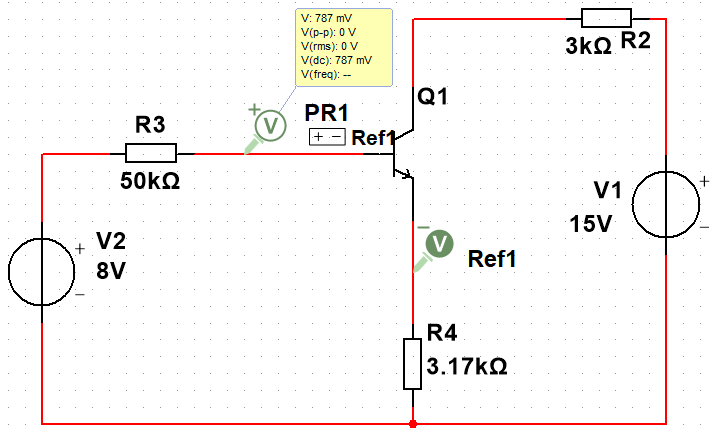 V: 787 mV
V(p-p): 0 V
V(rms): 0 V
V(dc): 787 mV
V(freq): --
3kΩ R2
Q1
+
V
PR1
+ −
Ref1
R3
50kΩ
V1
15V
+
−
V2
8V
+
−
−
V
Ref1
R4
3.17kΩ